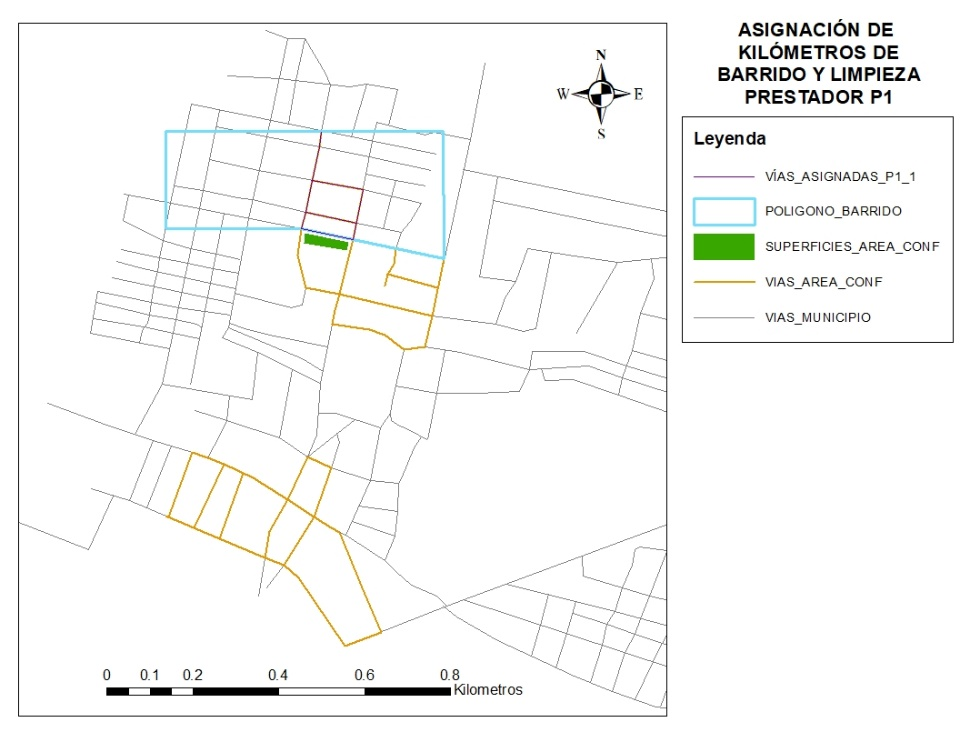 ASIGNACIÓN DE
KILÓMETROS DE
BARRIDO Y LIMPIEZA
PRESTADOR P1
N
W
E
S
Leyenda
VÍAS_ASIGNADAS_P1_1
POLIGONO_BARRIDO
SUPERFICIES_AREA_CONF
VIAS_AREA_CONF
VIAS_MUNICIPIO
0 0.1 0.2 0.4 0.6 0.8
Kilometros